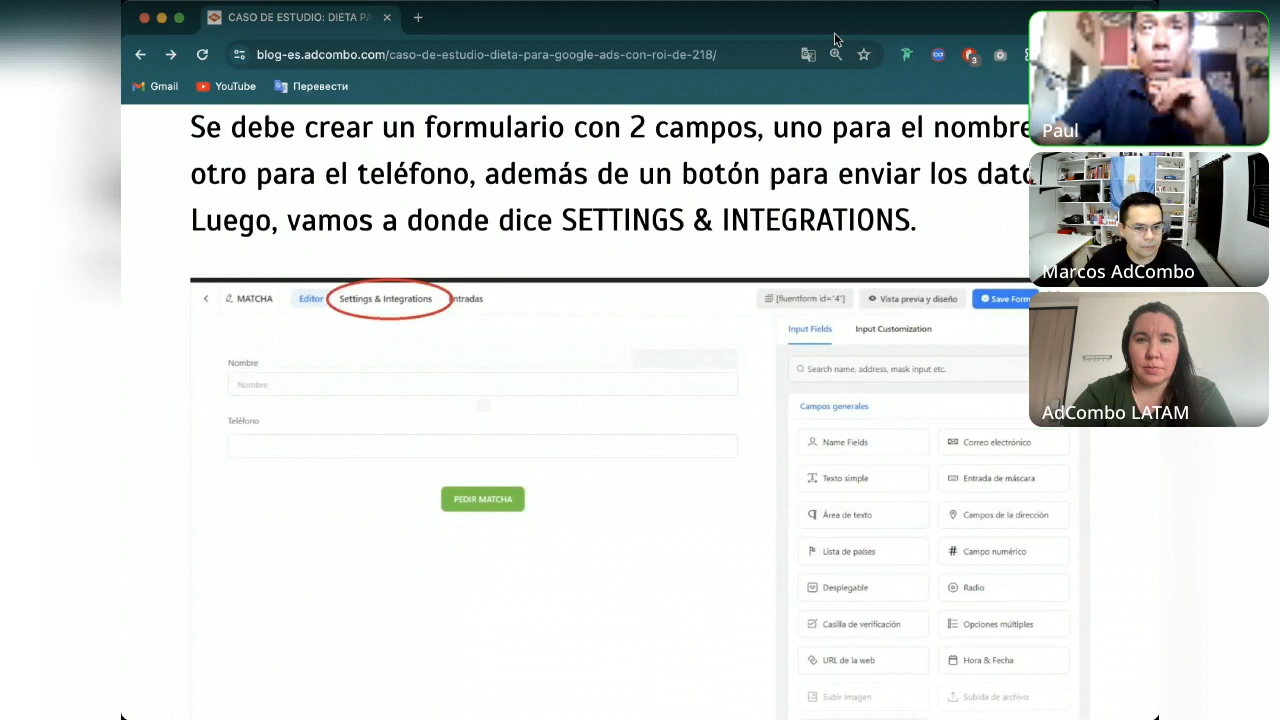 CASO DE ESTUDIO: DIETA PA
blog-es.adcombo.com/caso-de-estudio-dieta-para-google-ads-con-roi-de-218/
3
Gmail
YouTube
Перевести
Se debe crear un formulario con 2 campos, uno para el nombre
otro para el teléfono, además de un botón para enviar los dato
Luego, vamos a donde dice SETTINGS & INTEGRATIONS.
MATCHA
Editor
Settings & Integrations
Entradas
[fluentform id="4"]
Vista previa y diseño
Save Form
Input Fields
Input Customization
Nombre
Nombre
Search name, address, mask input etc.
Teléfono
Campos generales
Name Fields
Correo electrónico
Texto simple
Entrada de máscara
PEDIR MATCHA
Área de texto
Campos de la dirección
Lista de países
Campo numérico
Desplegable
Radio
Casilla de verificación
Opciones múltiples
URL de la web
Hora & Fecha
Subir Imagen
Subida de archivo
Paul
Marcos AdCombo
AdCombo LATAM